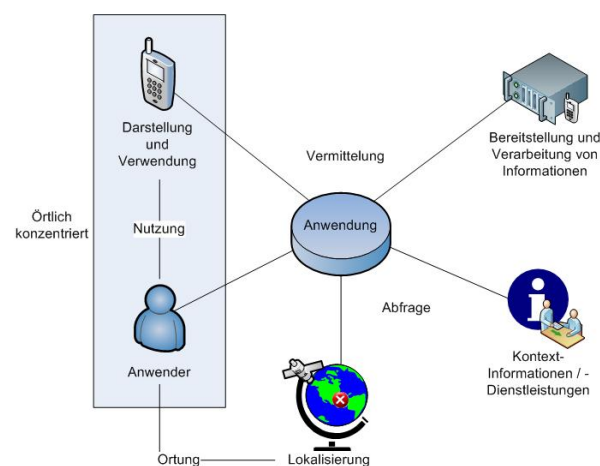 Darstellung
und
Verwendung
Vermittelung
Bereitstellung und
Verarbeitung von
Informationen
Örtlich
konzentriert
Nutzung
Anwendung
Abfrage
Anwender
Kontext-
Informationen / -
Dienstleistungen
Ortung
Lokalisierung